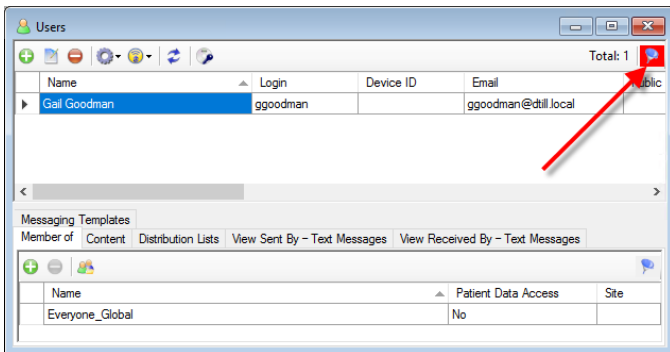 Users
Total: 1
Name Login Device ID Email Public
Gail Goodman ggoodman ggoodman@dtill.local
Messaging Templates
Member of Content Distribution Lists View Sent By - Text Messages View Received By - Text Messages
Name Patient Data Access Site
Everyone_Global No